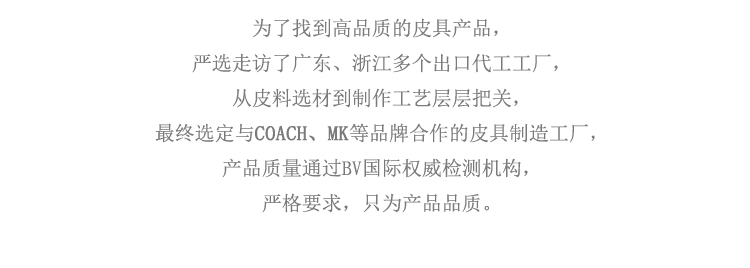 为了找到高品质的皮具产品，
严选走访了广东、浙江多个出口代工工厂，
从皮料选材到制作工艺层层把关，
最终选定与COACH、MK等品牌合作的皮具制造工厂，
产品质量通过BV国际权威检测机构，
严格要求，只为产品品质。